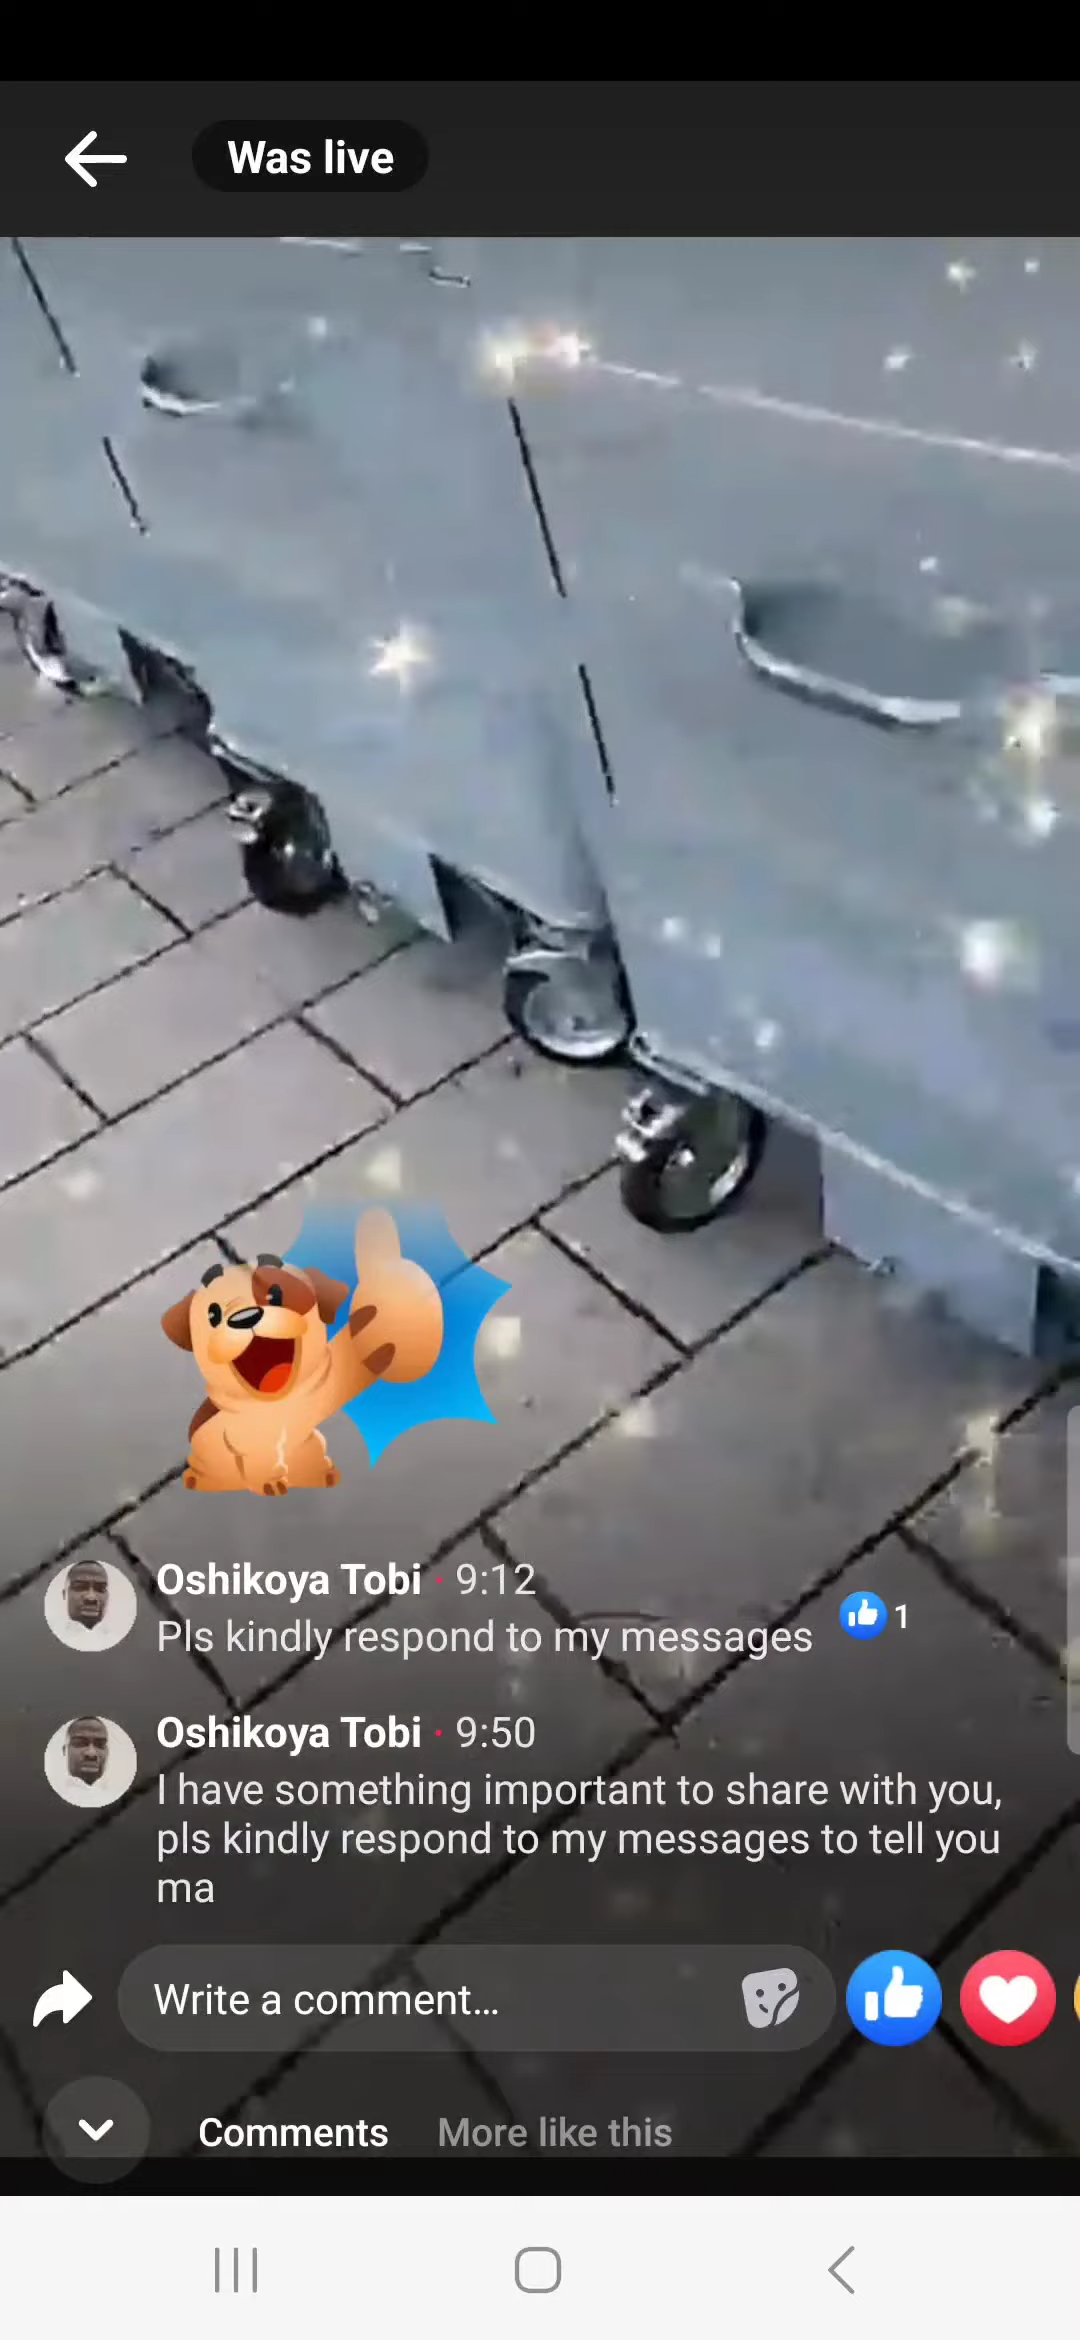 Was live
Oshikoya Tobi · 9:12
Pls kindly respond to my messages
1
Oshikoya Tobi · 9:50
I have something important to share with you,
pls kindly respond to my messages to tell you
ma
Write a comment...
Comments More like this